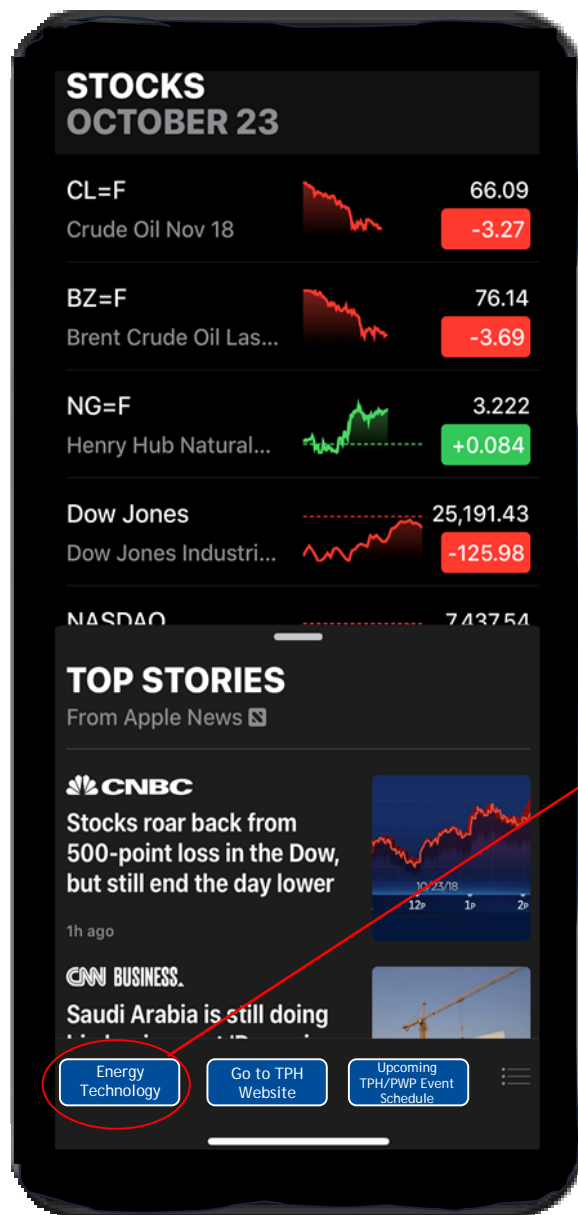 STOCKS
OCTOBER 23
CL=F 66.09
Crude Oil Nov 18 -3.27
BZ=F 76.14
Brent Crude Oil Las... -3.69
NG=F 3.222
Henry Hub Natural... +0.084
Dow Jones 25,191.43
Dow Jones Industri... -125.98
NASDAQ 7,437.54
TOP STORIES
From Apple News
CNBC
Stocks roar back from
500-point loss in the Dow,
but still end the day lower
10/23/18
12P 1P 2P
1h ago
CNN BUSINESS.
Saudi Arabia is still doing
Energy
Technology
Go to TPH
Website
Upcoming
TPH/PWP Event
Schedule